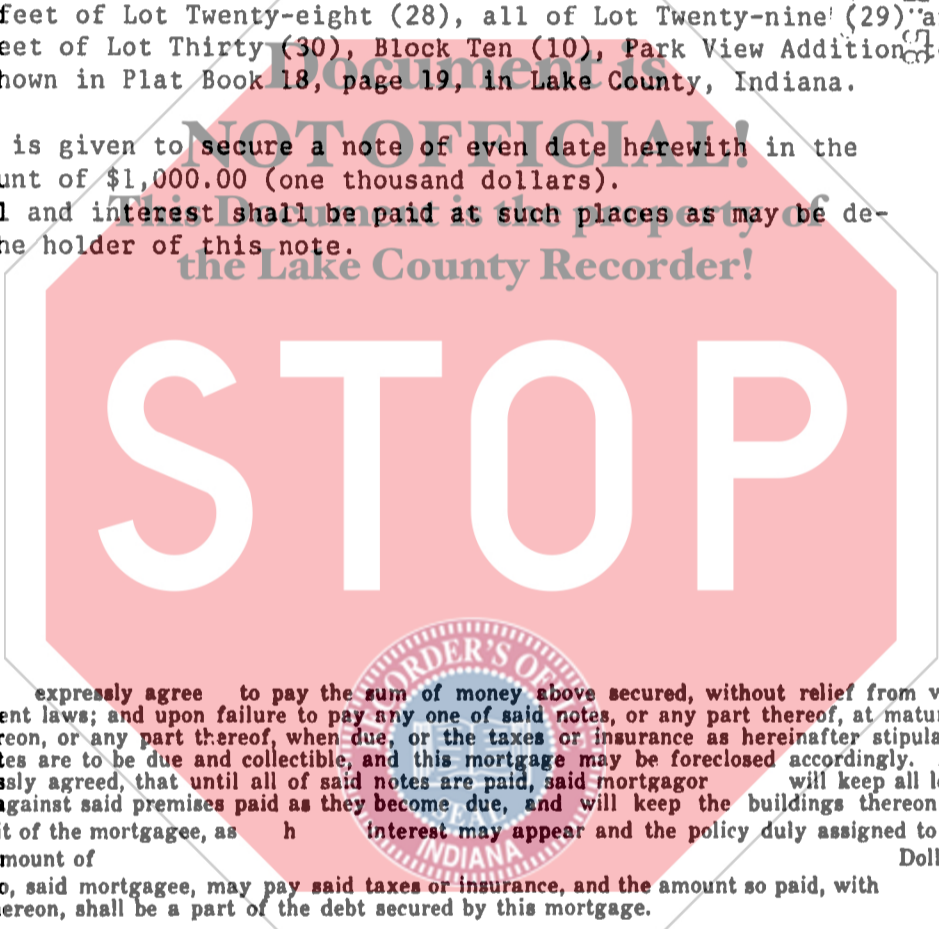 feet of Lot Twenty-eight (28), all of Lot Twenty-nine (29) a
eet of Lot Thirty (30), Block Ten (10), Park View Addition t
hown in Plat Book 18, page 19, in Lake County, Indiana.
Document is
NOT OFFICIAL!
This Document is the property of
the Lake County Recorder!
is given to secure a note of even date herewith in the
unt of $1,000.00 (one thousand dollars).
l and interest shall be paid at such places as may be de-
he holder of this note.
STOP
RECORDER'S OFFICE
SEAL
INDIANA
expressly agree to pay the sum of money above secured, without relief from v
ent laws; and upon failure to pay any one of said notes, or any part thereof, at matur
reon, or any part thereof, when due, or the taxes or insurance as hereinafter stipula
tes are to be due and collectible, and this mortgage may be foreclosed accordingly.
ssly agreed, that until all of said notes are paid, said mortgagor will keep all le
against said premises paid as they become due, and will keep the buildings thereon
it of the mortgagee, as h interest may appear and the policy duly assigned to
mount of Doll
o, said mortgagee, may pay said taxes or insurance, and the amount so paid, with
ereon, shall be a part of the debt secured by this mortgage.